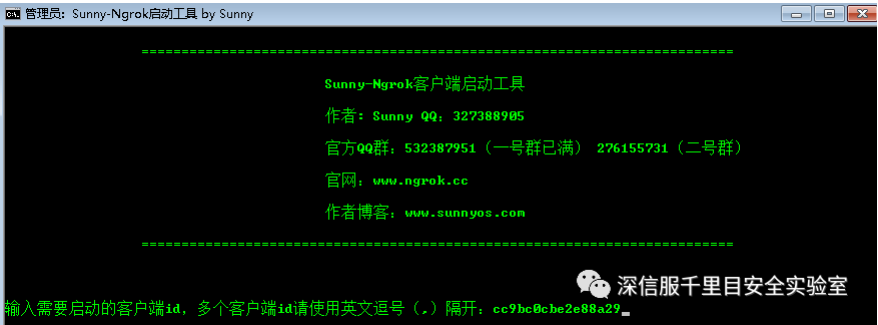 管理员: Sunny-Ngrok启动工具 by Sunny
Sunny-Ngrok客户端启动工具
作者: Sunny QQ: 327388905
官方QQ群: 532387951（一号群已满） 276155731（二号群）
官网: www.ngrok.cc
作者博客: www.sunnyos.com
深信服千里目安全实验室
输入需要启动的客户端id，多个客户端id请使用英文逗号（,）隔开: cc9bc0cbe2e88a29_